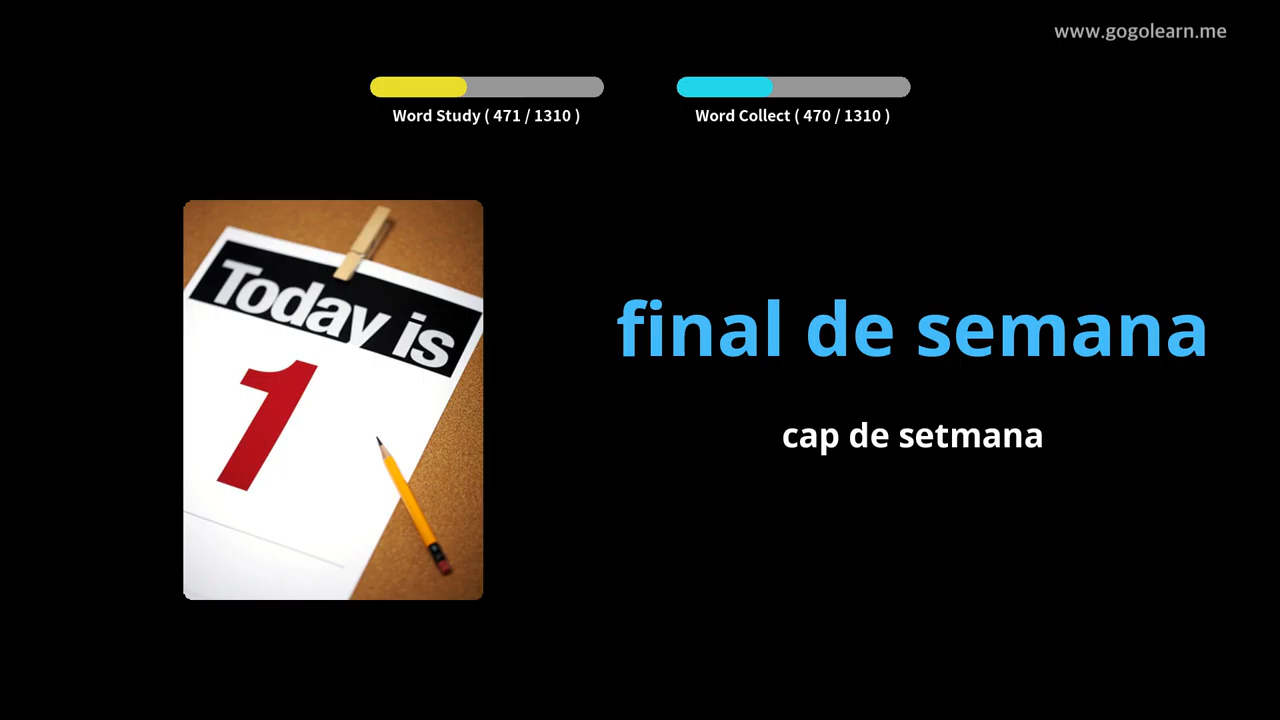 www.gogolearn.me
Word Study ( 471 / 1310 )
Word Collect ( 470 / 1310 )
Today is
1
final de semana
cap de setmana